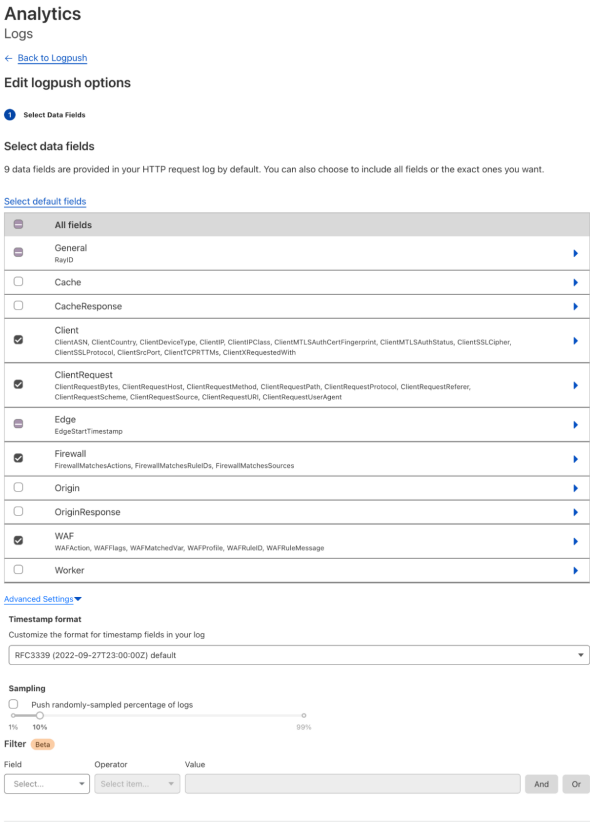 Analytics
Logs
← Back to Logpush
Edit logpush options
1 Select Data Fields
Select data fields
9 data fields are provided in your HTTP request log by default. You can also choose to include all fields or the exact ones you want.
Select default fields
All fields
General
RayID
Cache
CacheResponse
Client
ClientASN, ClientCountry, ClientDeviceType, ClientIP, ClientIPClass, ClientMTLSAuthCertFingerprint, ClientMTLSAuthStatus, ClientSSLCipher,
ClientSSLProtocol, ClientSrcPort, ClientTCPRTTMs, ClientXRequestedWith
ClientRequest
ClientRequestBytes, ClientRequestHost, ClientRequestMethod, ClientRequestPath, ClientRequestProtocol, ClientRequestReferer,
ClientRequestScheme, ClientRequestSource, ClientRequestURI, ClientRequestUserAgent
Edge
EdgeStartTimestamp
Firewall
FirewallMatchesActions, FirewallMatchesRuleIDs, FirewallMatchesSources
Origin
OriginResponse
WAF
WAFAction, WAFFlags, WAFMatchedVar, WAFProfile, WAFRuleID, WAFRuleMessage
Worker
Advanced Settings
Timestamp format
Customize the format for timestamp fields in your log
RFC3339 (2022-09-27T23:00:00Z) default
Sampling
Push randomly-sampled percentage of logs
1% 10% 99%
Filter Beta
Field Operator Value
Select... Select item... And Or